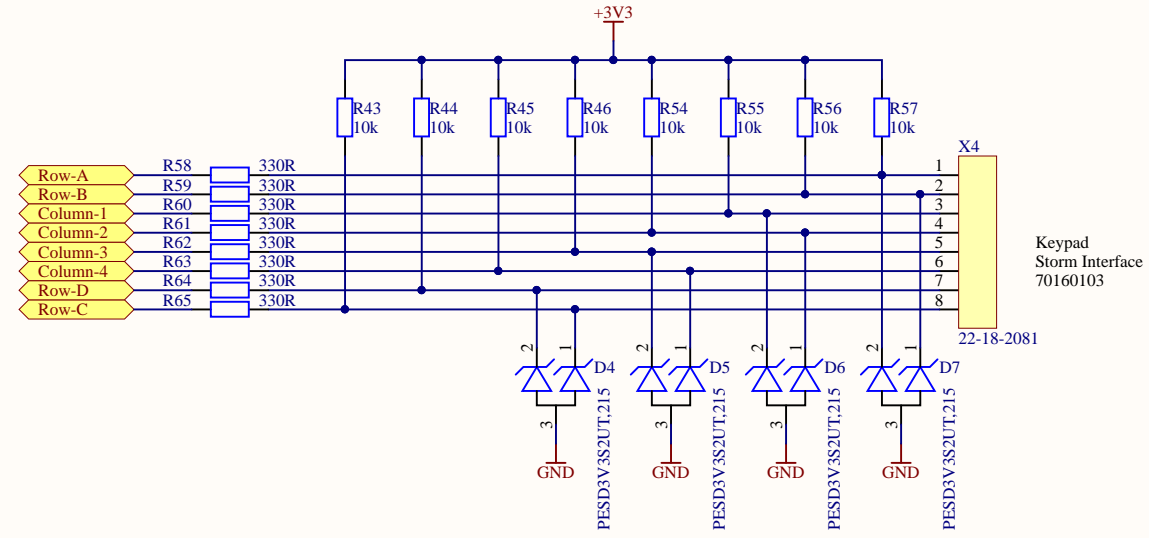 +3V3
R43 R44 R45 R46 R54 R55 R56 R57
10k 10k 10k 10k 10k 10k 10k 10k
X4
Row-A R58 330R 1
Row-B R59 330R 2
Column-1 R60 330R 3
Column-2 R61 330R 4
Column-3 R62 330R 5
Column-4 R63 330R 6
Row-D R64 330R 7
Row-C R65 330R 8
Keypad
Storm Interface
70160103
22-18-2081
2 1 D4 2 1 D5 2 1 D6 2 1 D7
3 3 3 3
PESD3V3S2UT,215 PESD3V3S2UT,215 PESD3V3S2UT,215 PESD3V3S2UT,215
GND GND GND GND